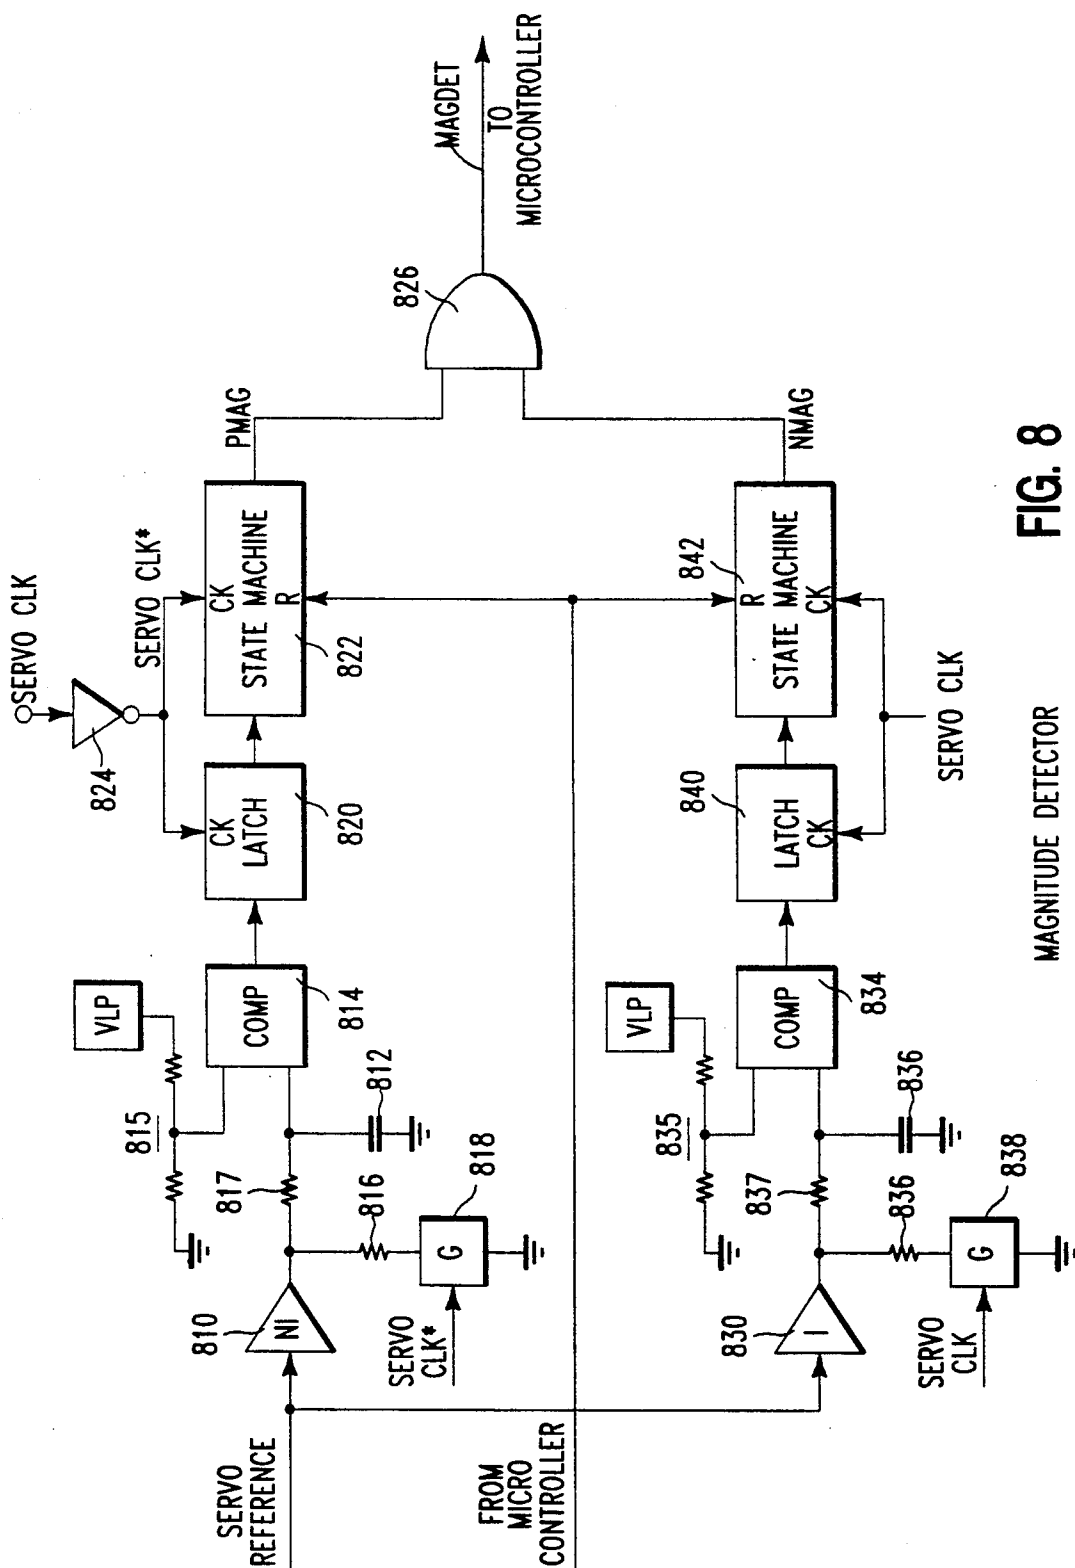 SERVO CLK
824
SERVO CLK*
CK
LATCH
820
CK
STATE MACHINE
R
822
PMAG
826
MAGDET
TO
MICROCONTROLLER
VLP
815
COMP
814
812
817
816
818
G
810
NI
SERVO
CLK*
SERVO
REFERENCE
FROM
MICRO
CONTROLLER
VLP
835
COMP
834
836
837
836
838
G
830
I
SERVO
CLK
840
LATCH
CK
842
R
STATE MACHINE
CK
NMAG
SERVO CLK
MAGNITUDE DETECTOR
FIG. 8